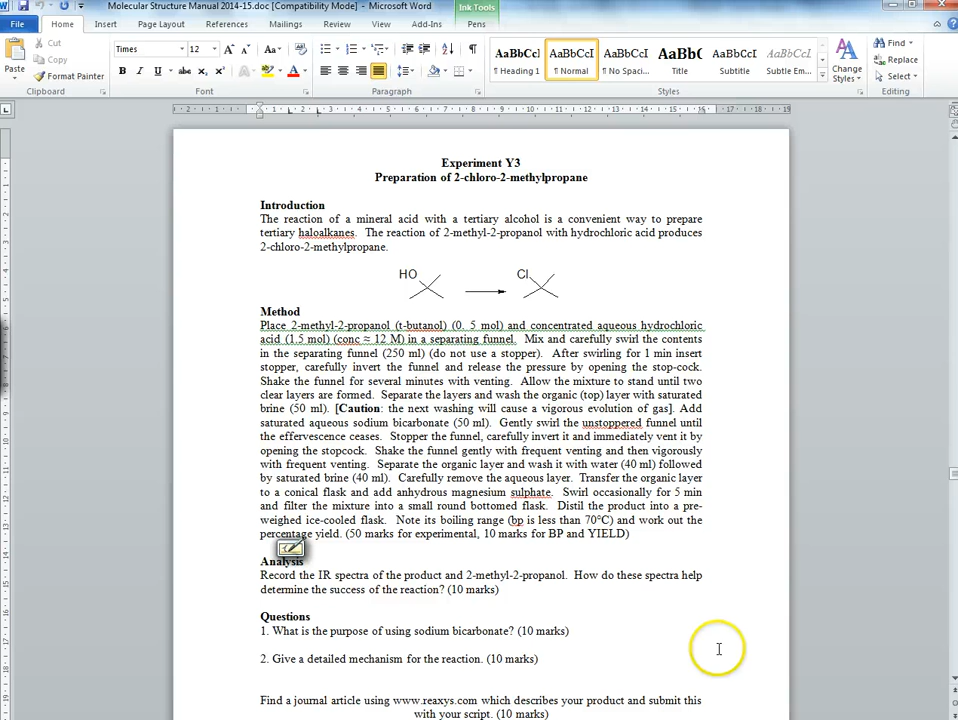 Molecular Structure Manual 2014-15.doc [Compatibility Mode] - Microsoft Word
Ink Tools
File Home Insert Page Layout References Mailings Review View Add-Ins Pens
Paste
Cut
Copy
Format Painter
Clipboard
Times 12
Font
Paragraph
AaBbCcI AaBbCcI AaBbCcI AaBb(C AaBbCcI AaBbCcI
¶ Heading 1 ¶ Normal ¶ No Spaci... Title Subtitle Subtle Em...
Styles
Change
Styles
Find
Replace
Select
Editing
Experiment Y3
Preparation of 2-chloro-2-methylpropane
Introduction
The reaction of a mineral acid with a tertiary alcohol is a convenient way to prepare
tertiary haloalkanes. The reaction of 2-methyl-2-propanol with hydrochloric acid produces
2-chloro-2-methylpropane.
HO Cl
Method
Place 2-methyl-2-propanol (t-butanol) (0. 5 mol) and concentrated aqueous hydrochloric
acid (1.5 mol) (conc ≈ 12 M) in a separating funnel. Mix and carefully swirl the contents
in the separating funnel (250 ml) (do not use a stopper). After swirling for 1 min insert
stopper, carefully invert the funnel and release the pressure by opening the stop-cock.
Shake the funnel for several minutes with venting. Allow the mixture to stand until two
clear layers are formed. Separate the layers and wash the organic (top) layer with saturated
brine (50 ml). [Caution: the next washing will cause a vigorous evolution of gas]. Add
saturated aqueous sodium bicarbonate (50 ml). Gently swirl the unstoppered funnel until
the effervescence ceases. Stopper the funnel, carefully invert it and immediately vent it by
opening the stopcock. Shake the funnel gently with frequent venting and then vigorously
with frequent venting. Separate the organic layer and wash it with water (40 ml) followed
by saturated brine (40 ml). Carefully remove the aqueous layer. Transfer the organic layer
to a conical flask and add anhydrous magnesium sulphate. Swirl occasionally for 5 min
and filter the mixture into a small round bottomed flask. Distil the product into a pre-
weighed ice-cooled flask. Note its boiling range (bp is less than 70°C) and work out the
percentage yield. (50 marks for experimental, 10 marks for BP and YIELD)
Analysis
Record the IR spectra of the product and 2-methyl-2-propanol. How do these spectra help
determine the success of the reaction? (10 marks)
Questions
1. What is the purpose of using sodium bicarbonate? (10 marks)
2. Give a detailed mechanism for the reaction. (10 marks)
Find a journal article using www.reaxys.com which describes your product and submit this
with your script. (10 marks)